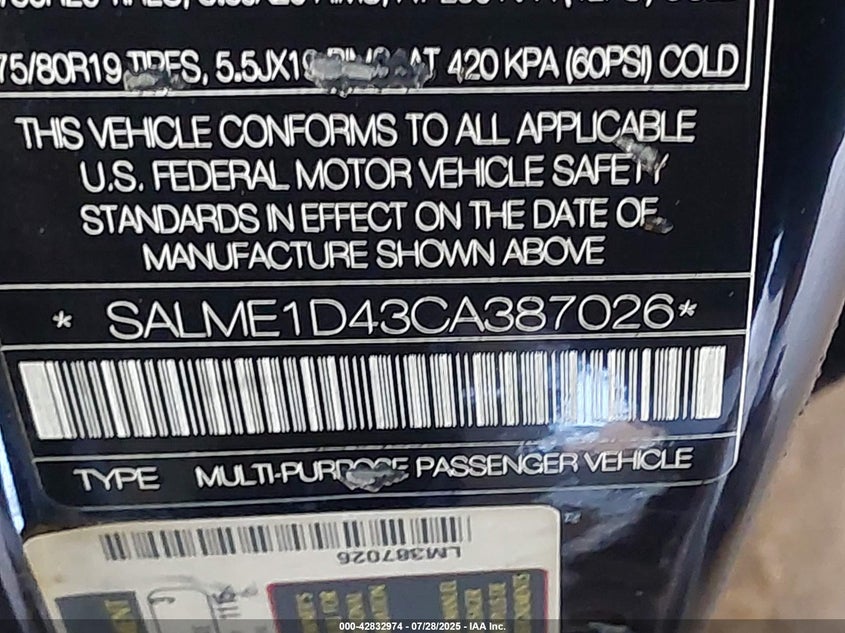 75/80R19 TIRES, 5.5JX19 RIMS AT 420 KPA (60PSI) COLD
THIS VEHICLE CONFORMS TO ALL APPLICABLE
U.S. FEDERAL MOTOR VEHICLE SAFETY
STANDARDS IN EFFECT ON THE DATE OF
MANUFACTURE SHOWN ABOVE
* SALME1D43CA387026*
TYPE MULTI-PURPOSE PASSENGER VEHICLE
LM387026
000-42832974 - 07/28/2025 - IAA Inc.